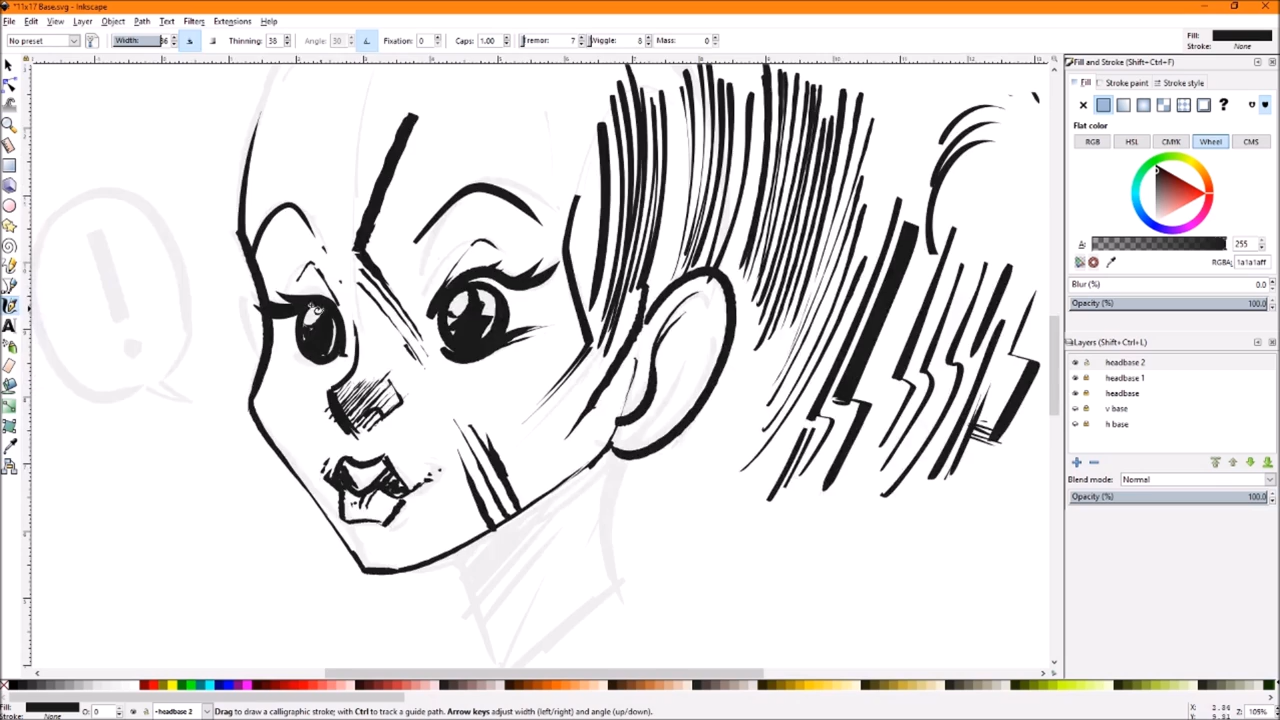 *11x17 Base.svg - Inkscape
File Edit View Layer Object Path Text Filters Extensions Help
No preset Width: 86 Thinning: 38 Angle: 30 Fixation: 0 Caps: 1.00 Tremor: 7 Wiggle: 8 Mass: 0
Fill:
Stroke: None
Fill and Stroke (Shift+Ctrl+F)
Fill Stroke paint Stroke style
?
Flat color
RGB HSL CMYK Wheel CMS
A: 255
RGBA: 1a1a1aff
Blur (%) 0.0
Opacity (%) 100.0
Layers (Shift+Ctrl+L)
headbase 2
headbase 1
headbase
v base
h base
Blend mode: Normal
Opacity (%) 100.0
!
Fill:
Stroke: None
O: 0
headbase 2
Drag to draw a calligraphic stroke; with Ctrl to track a guide path. Arrow keys adjust width (left/right) and angle (up/down).
X:
Y:
Z: 105%